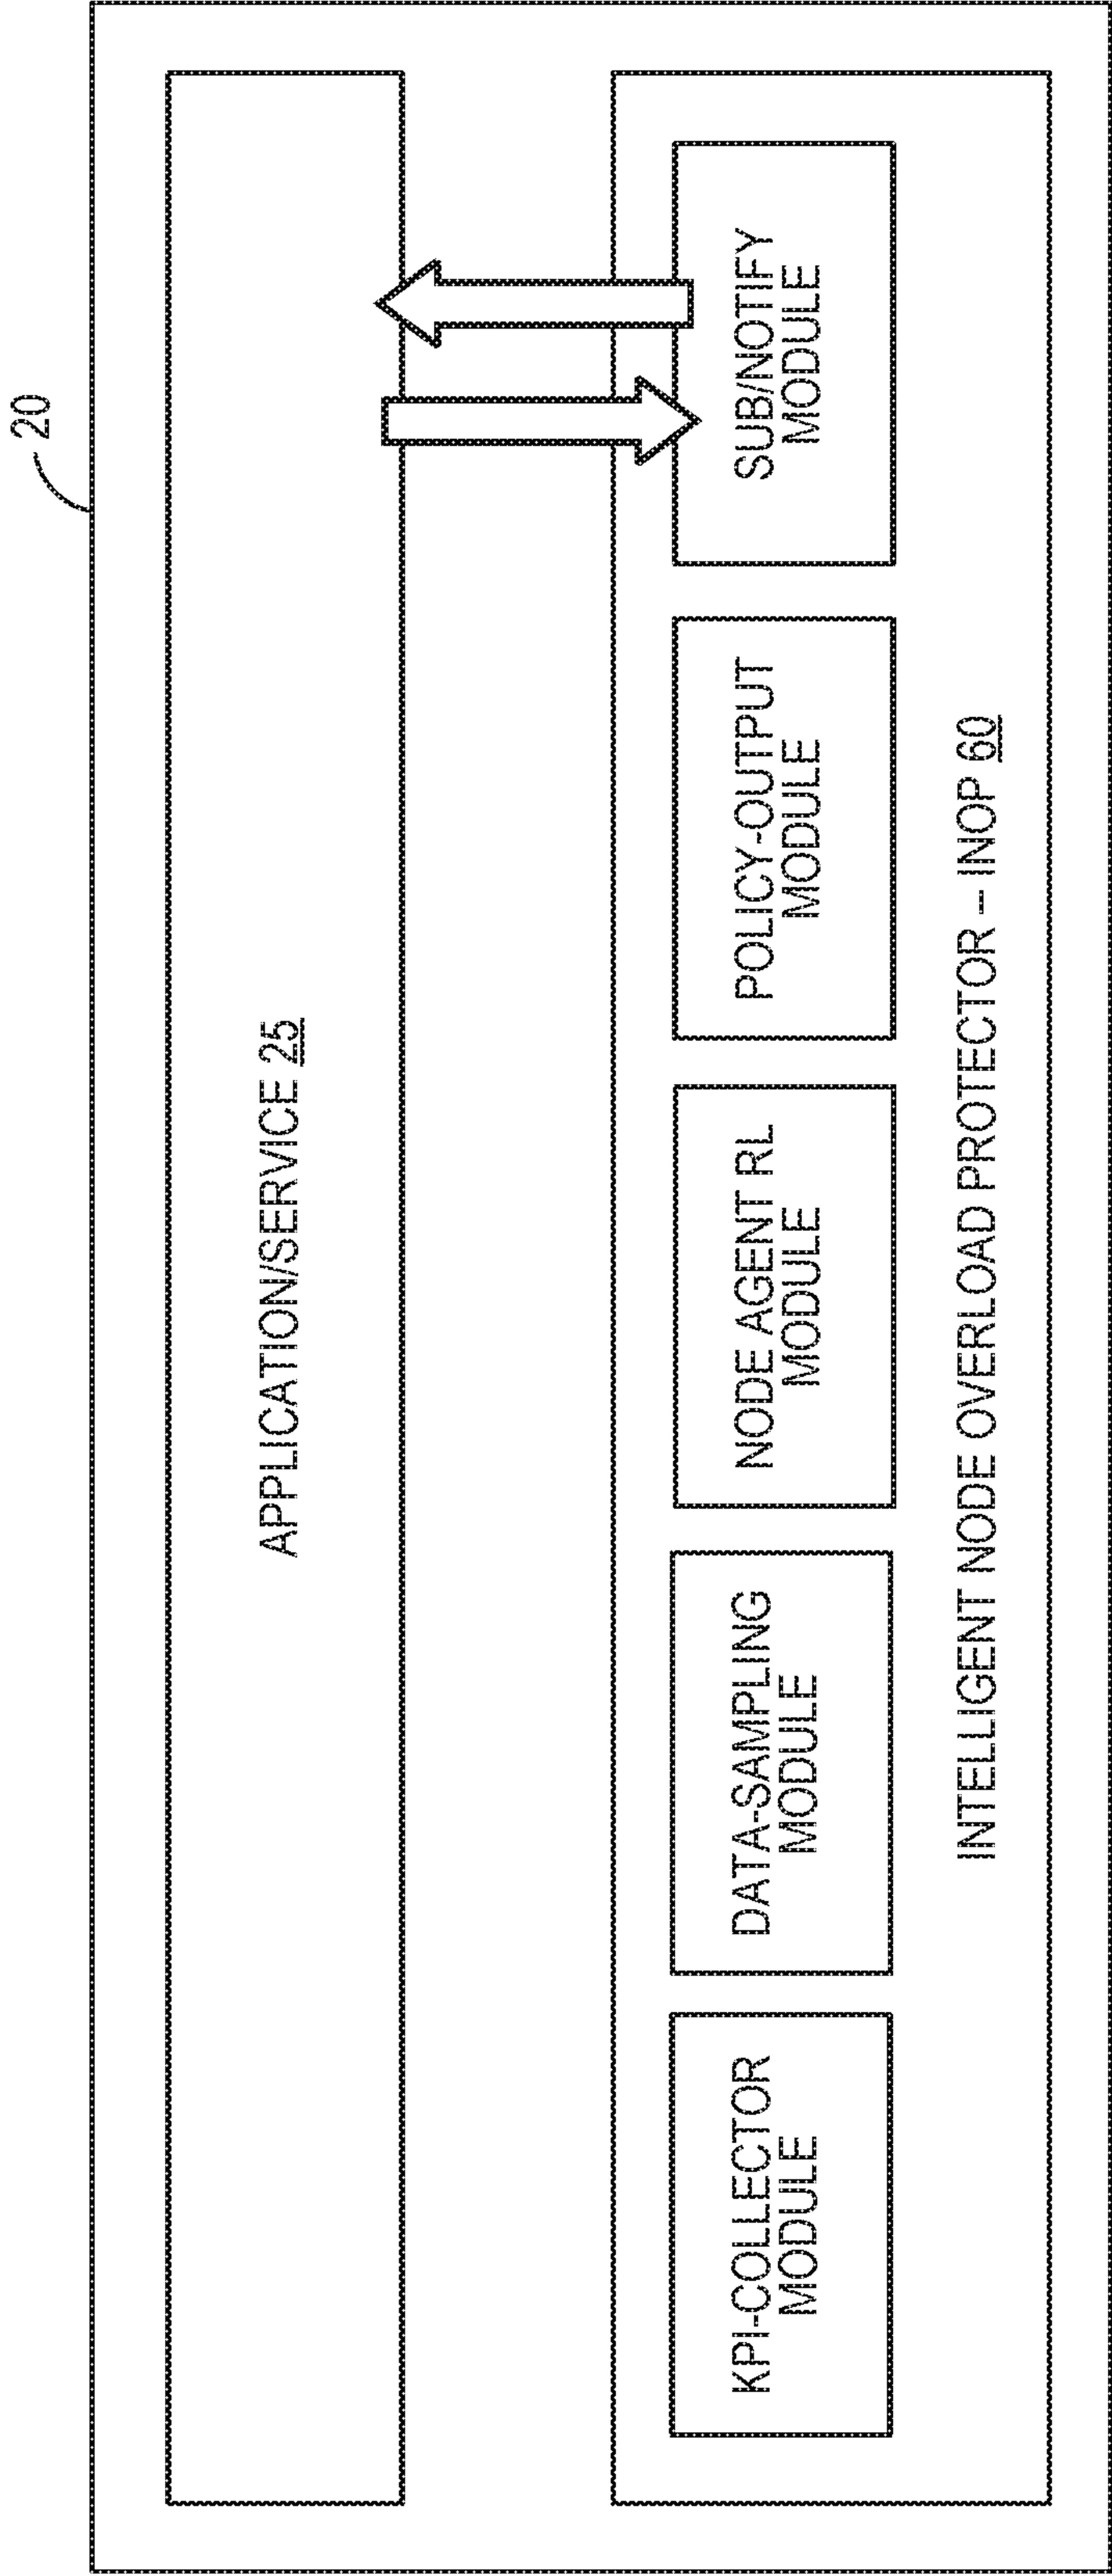 20
APPLICATION/SERVICE 25
KPI-COLLECTOR
MODULE
DATA-SAMPLING
MODULE
NODE AGENT RL
MODULE
POLICY-OUTPUT
MODULE
SUB/NOTIFY
MODULE
INTELLIGENT NODE OVERLOAD PROTECTOR – INOP 60